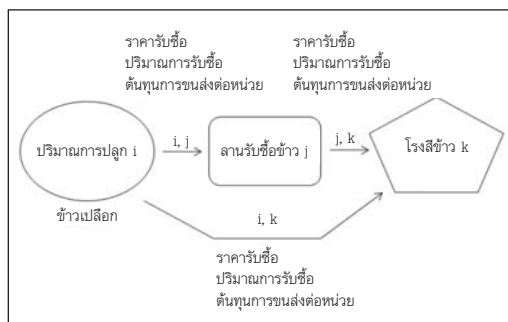 ราคารับซื้อ
ปริมาณการรับซื้อ
ต้นทุนการขนส่งต่อหน่วย
ราคารับซื้อ
ปริมาณการรับซื้อ
ต้นทุนการขนส่งต่อหน่วย
ปริมาณการปลูก i
i, j
ลานรับซื้อข้าว j
j, k
โรงสีข้าว k
ข้าวเปลือก
i, k
ราคารับซื้อ
ปริมาณการรับซื้อ
ต้นทุนการขนส่งต่อหน่วย